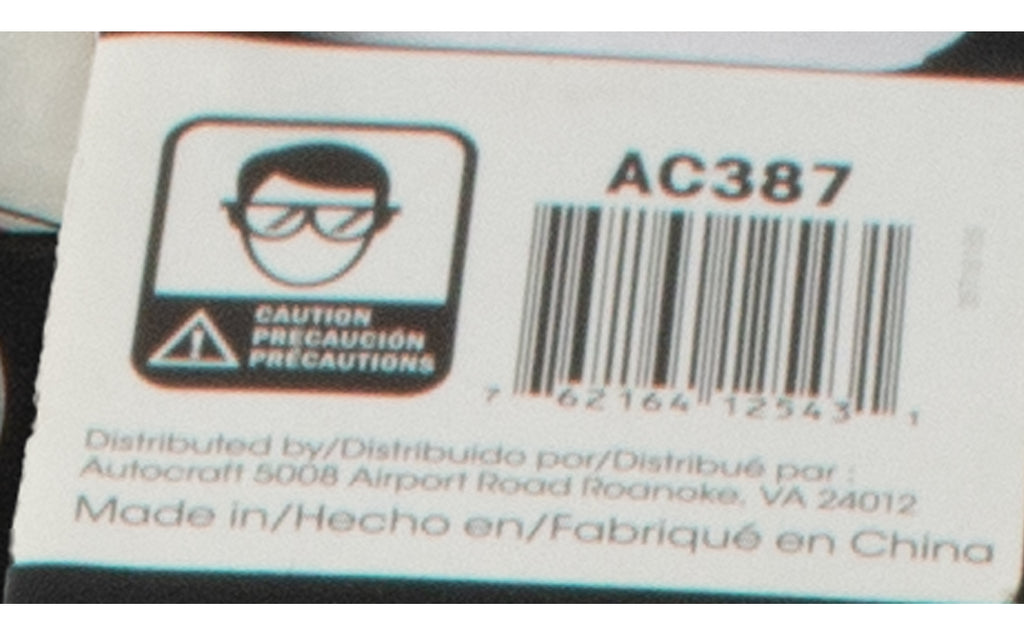 AC387
CAUTION
PRECAUCIÓN
PRÉCAUTIONS
7 62164 12543 1
Distributed by/Distribuido por/Distribué par :
Autocraft 5008 Airport Road Roanoke, VA 24012
Made in/Hecho en/Fabriqué en China